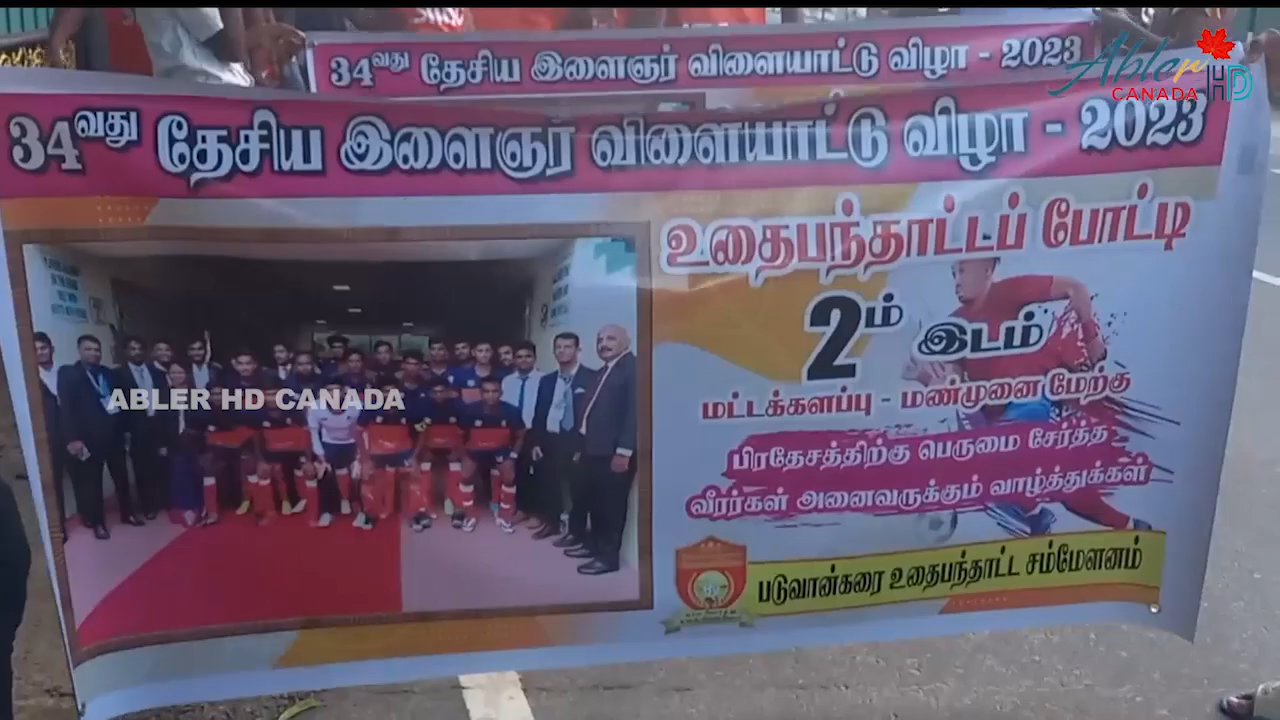 34வது தேசிய இளைஞர் விளையாட்டு விழா - 2023
Abler
CANADA HD
34வது தேசிய இளைஞர் விளையாட்டு விழா - 2023
உதைபந்தாட்டப் போட்டி
2ம் இடம்
மட்டக்களப்பு - மண்முனை மேற்கு
பிரதேசத்திற்கு பெருமை சேர்த்த
வீரர்கள் அனைவருக்கும் வாழ்த்துக்கள்
படுவான்கரை உதைபந்தாட்ட சம்மேளனம்
ABLER HD CANADA